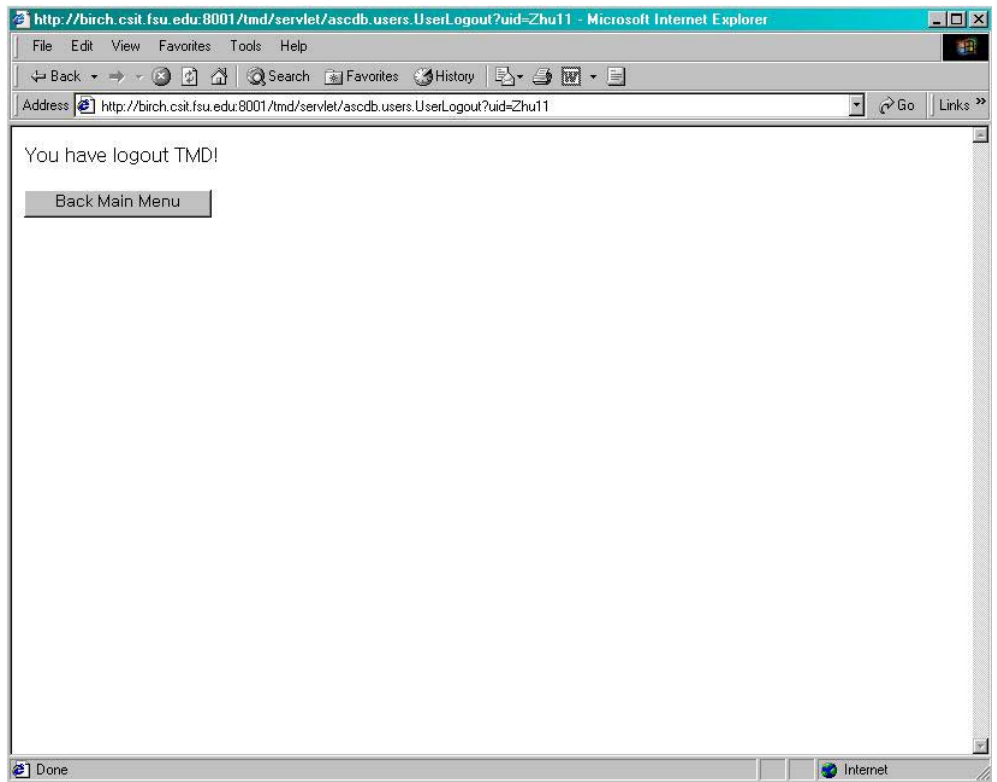 http://birch.csit.fsu.edu:8001/tmd/servlet/ascdb.users.UserLogout?uid=Zhu11 - Microsoft Internet Explorer
File Edit View Favorites Tools Help
Back Search Favorites History
Address http://birch.csit.fsu.edu:8001/tmd/servlet/ascdb.users.UserLogout?uid=Zhu11 Go Links »
You have logout TMD!
Back Main Menu
Done Internet